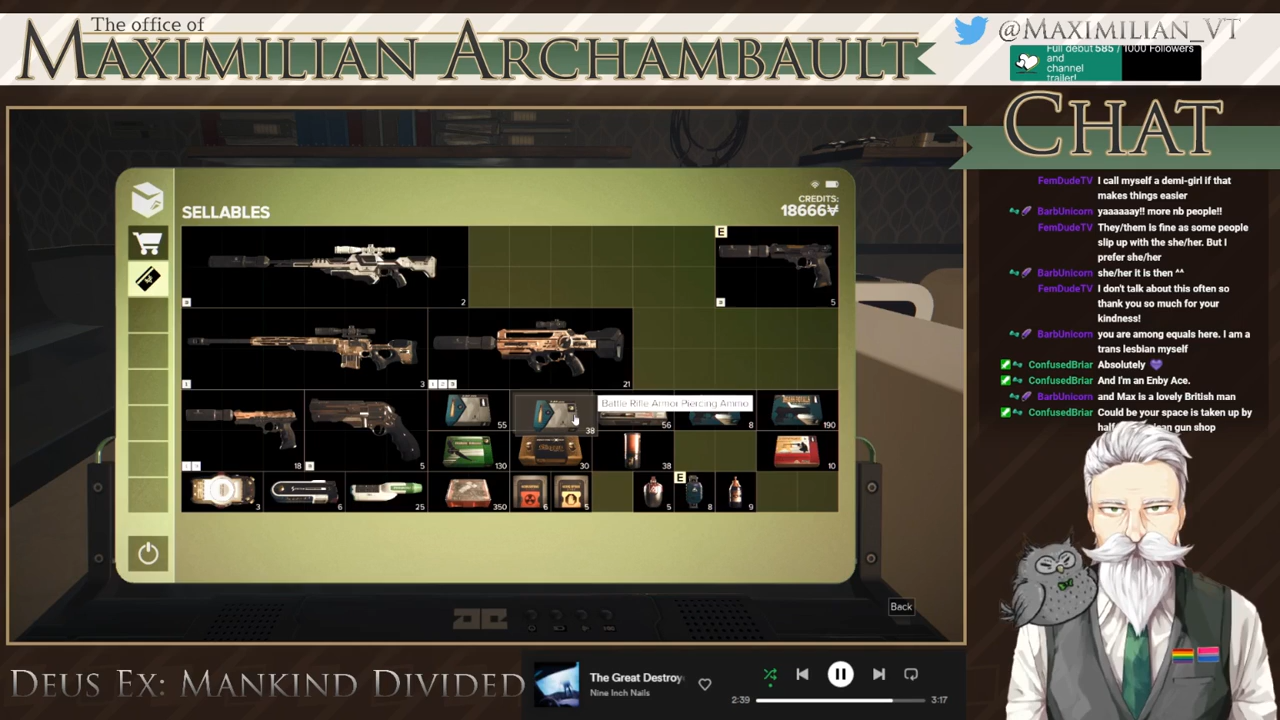 The office of
MAXIMILIAN ARCHAMBAULT
@MAXIMILIAN_VT
Full debut 585 / 1000 Followers
and
channel
trailer!
CHAT
FemDudeTV I call myself a demi-girl if that
makes things easier
BarbUnicorn yaaaaaay!! more nb people!!
FemDudeTV They/them is fine as some people
slip up with the she/her. But I
prefer she/her
BarbUnicorn she/her it is then ^^
FemDudeTV I don't talk about this often so
thank you so much for your
kindness!
BarbUnicorn you are among equals here. I am a
trans lesbian myself
ConfusedBriar Absolutely 💜
ConfusedBriar And I'm an Enby Ace.
BarbUnicorn and Max is a lovely British man
ConfusedBriar Could be your space is taken up by
gun shop
SELLABLES
CREDITS:
18666¥
E
2
5
3
1 2
21
18
5
55
38
Battle Rifle Armor Piercing Ammo
56
8
190
130
30
38
10
3
6
25
350
6
5
5
E
8
9
Back
DEUS EX: MANKIND DIVIDED
The Great Destroy
Nine Inch Nails
2:39
3:17